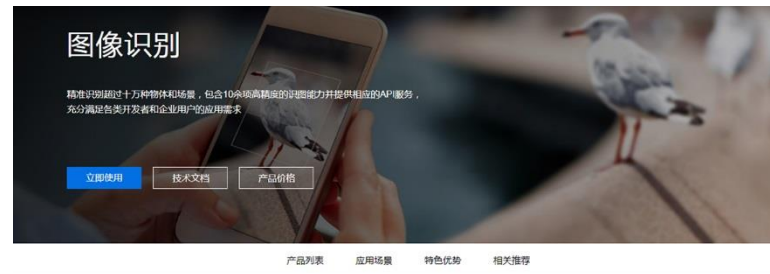 图像识别
精准识别超过十万种物体和场景，包含10余项高精度的识图能力并提供相应的API服务，
充分满足各类开发者和企业用户的应用需求
立即使用 技术文档 产品价格
产品列表 应用场景 特色优势 相关推荐